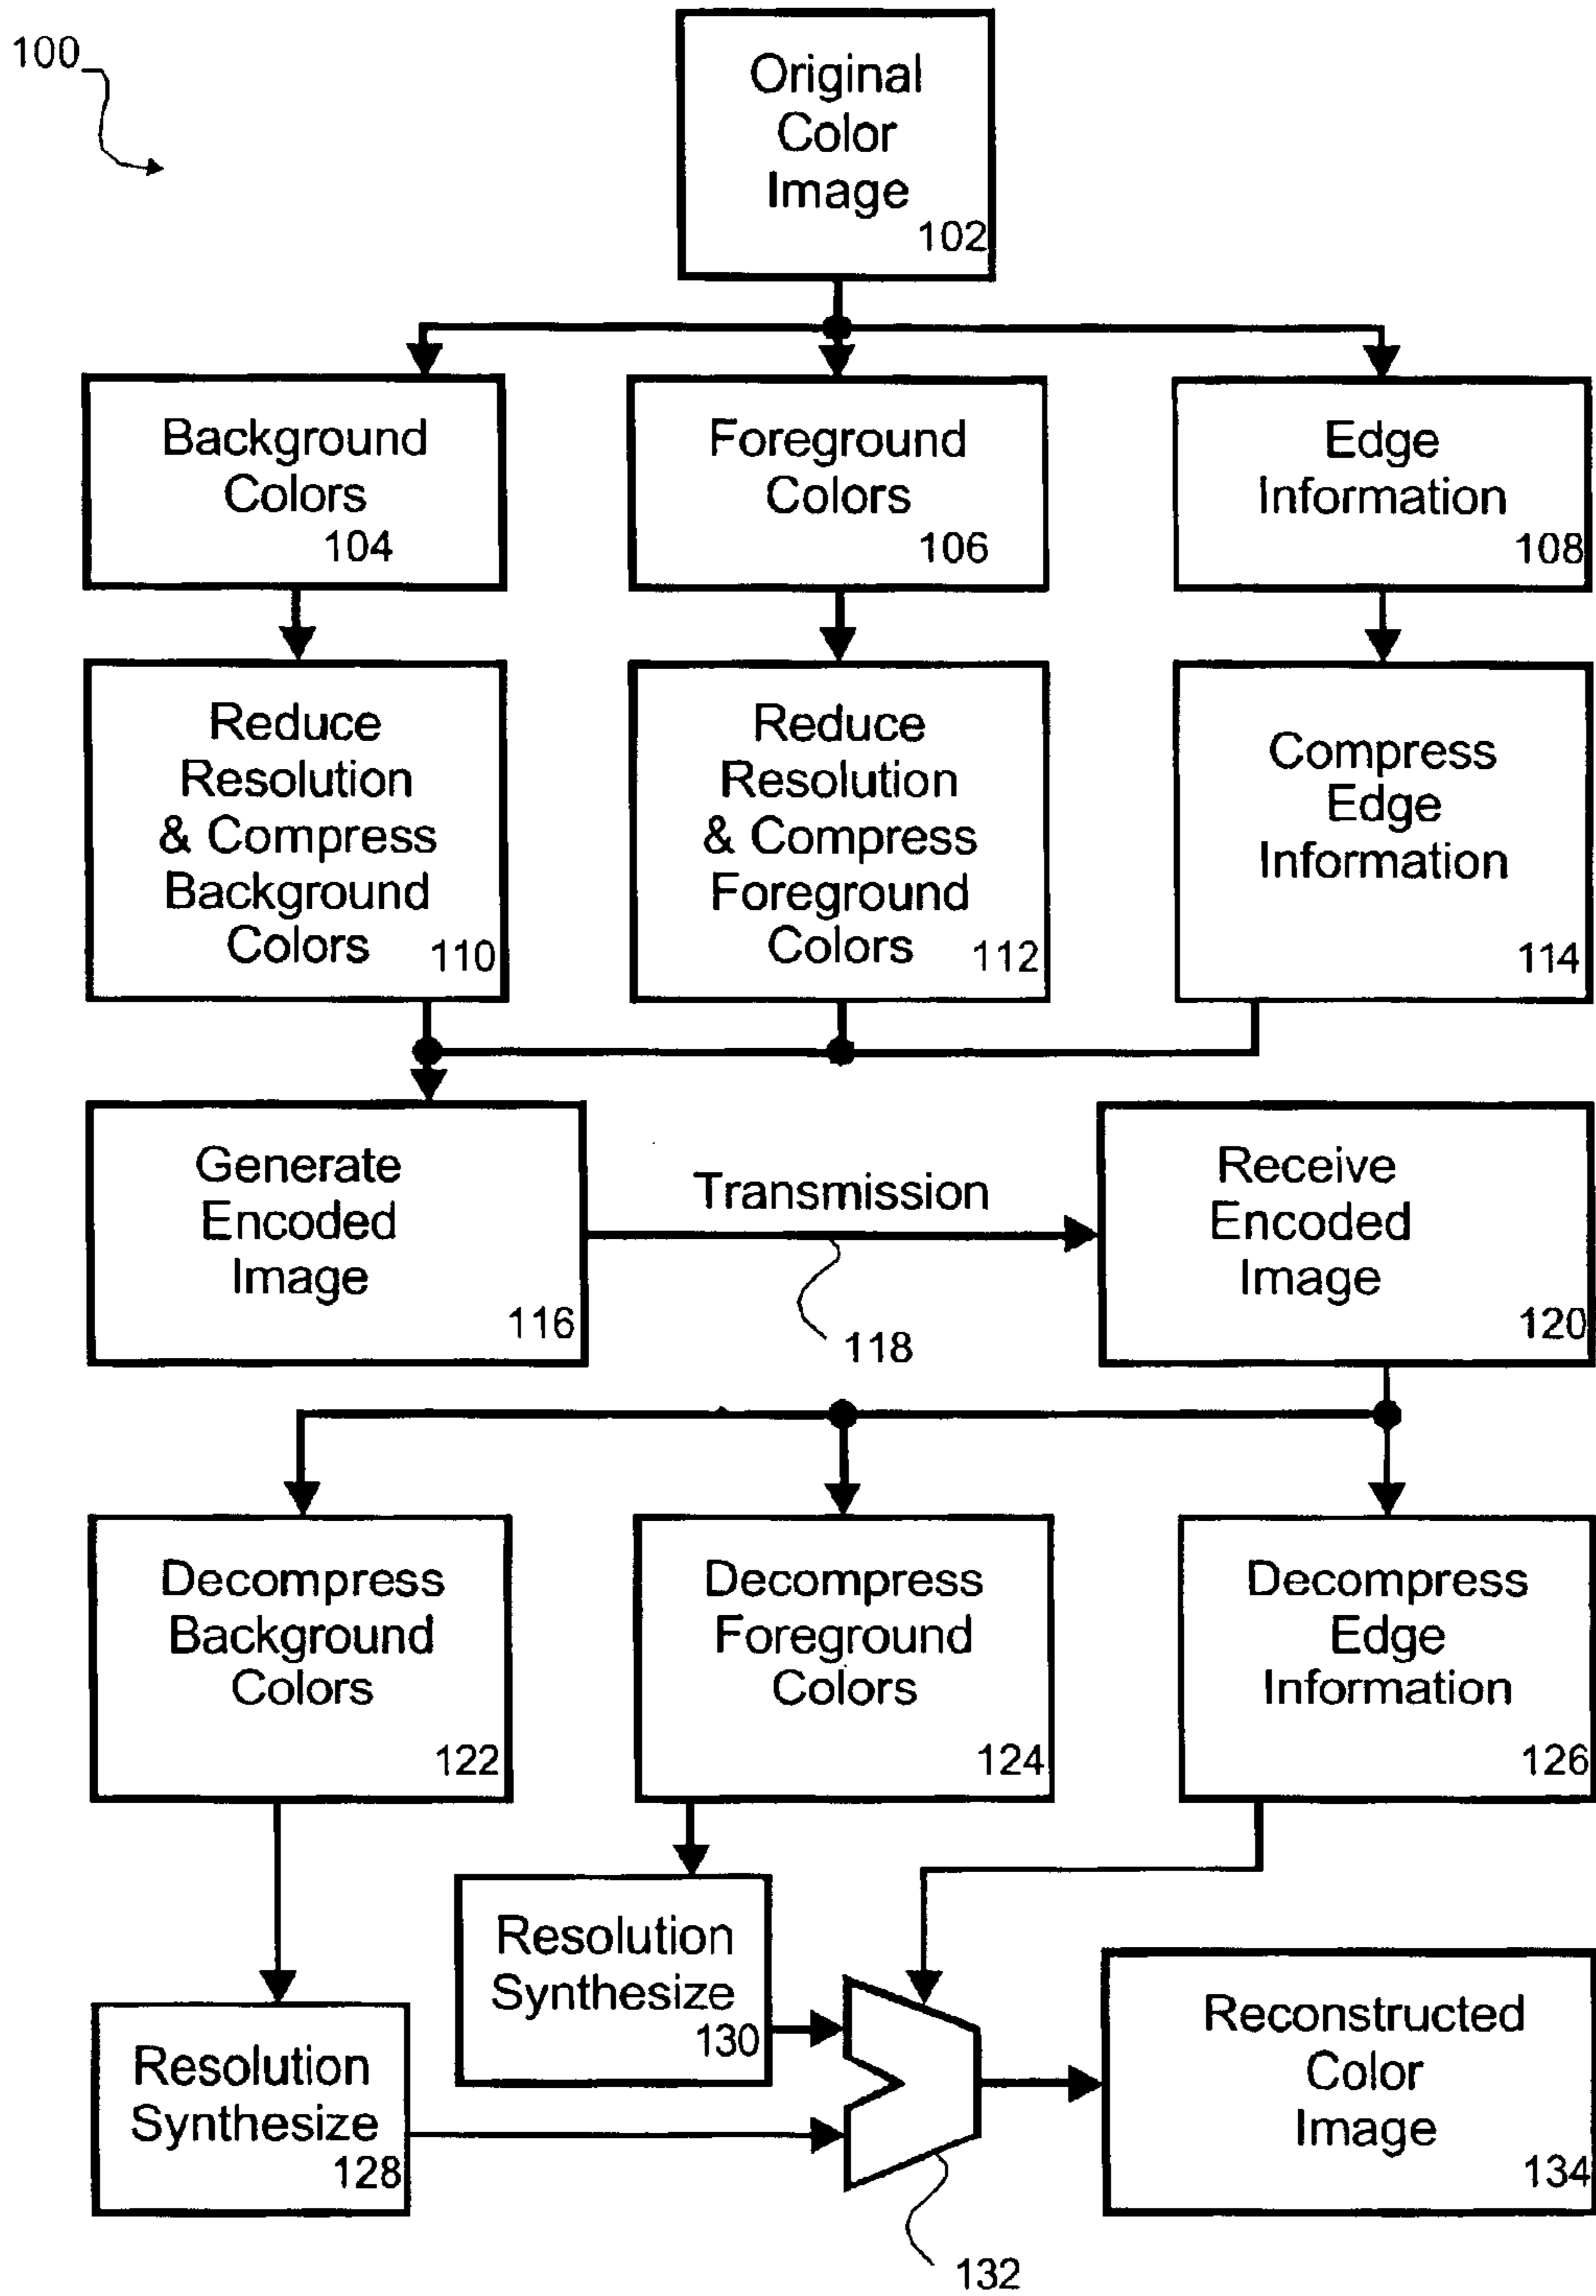 100
Original
Color
Image
102
Background
Colors
104
Foreground
Colors
106
Edge
Information
108
Reduce
Resolution
& Compress
Background
Colors
110
Reduce
Resolution
& Compress
Foreground
Colors
112
Compress
Edge
Information
114
Generate
Encoded
Image
116
Transmission
118
Receive
Encoded
Image
120
Decompress
Background
Colors
122
Decompress
Foreground
Colors
124
Decompress
Edge
Information
126
Resolution
Synthesize
130
Resolution
Synthesize
128
132
Reconstructed
Color
Image
134